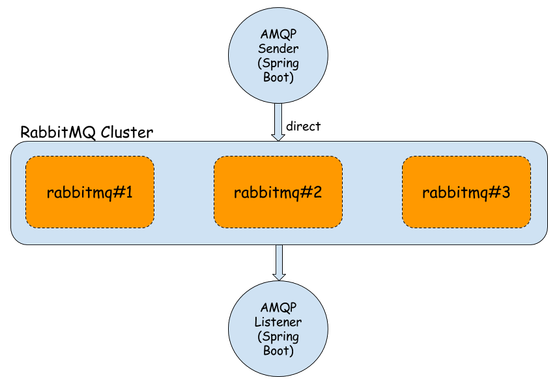 AMQP
Sender
(Spring
Boot)
direct
RabbitMQ Cluster
rabbitmq#1
rabbitmq#2
rabbitmq#3
AMQP
Listener
(Spring
Boot)